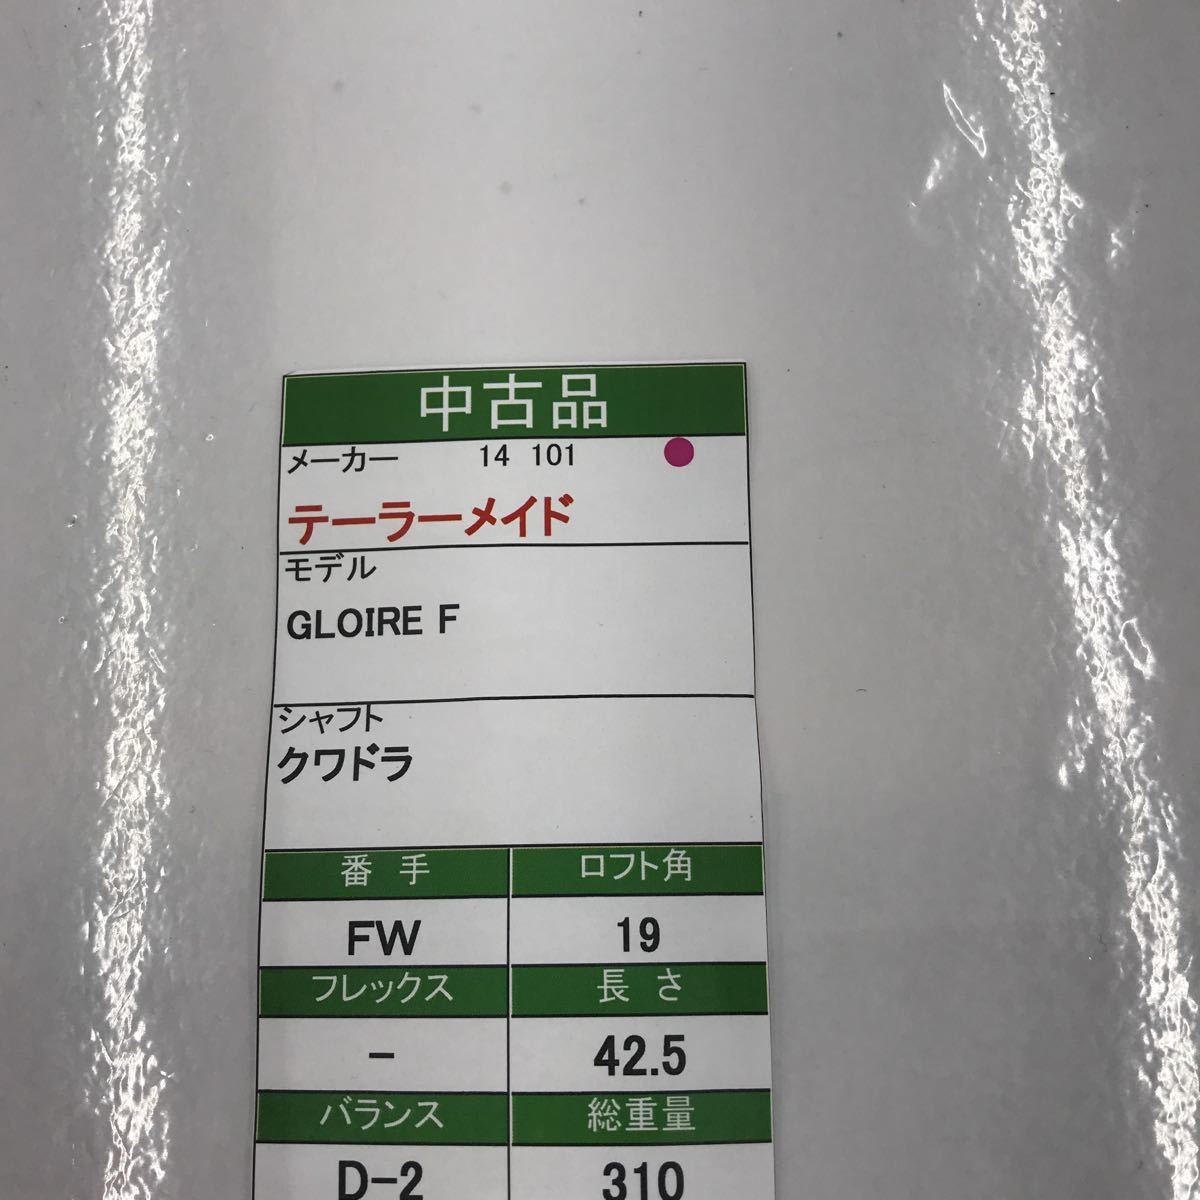 中古品
メーカー 14 101
テーラーメイド
モデル
GLOIRE F
シャフト
クワドラ
番 手 ロフト角
FW 19
フレックス 長 さ
- 42.5
バランス 総重量
D-2 310